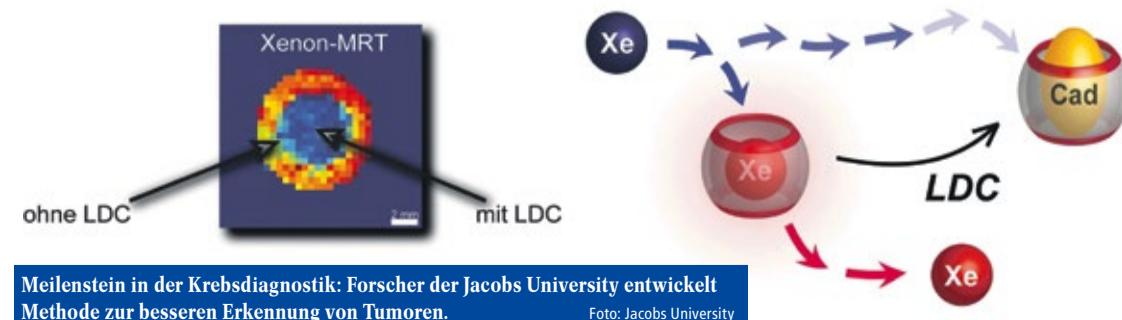 Xenon-MRT
ohne LDC
mit LDC
2 mm
Xe
Cad
Xe
LDC
Xe
Meilenstein in der Krebsdiagnostik: Forscher der Jacobs University entwickelt
Methode zur besseren Erkennung von Tumoren.
Foto: Jacobs University